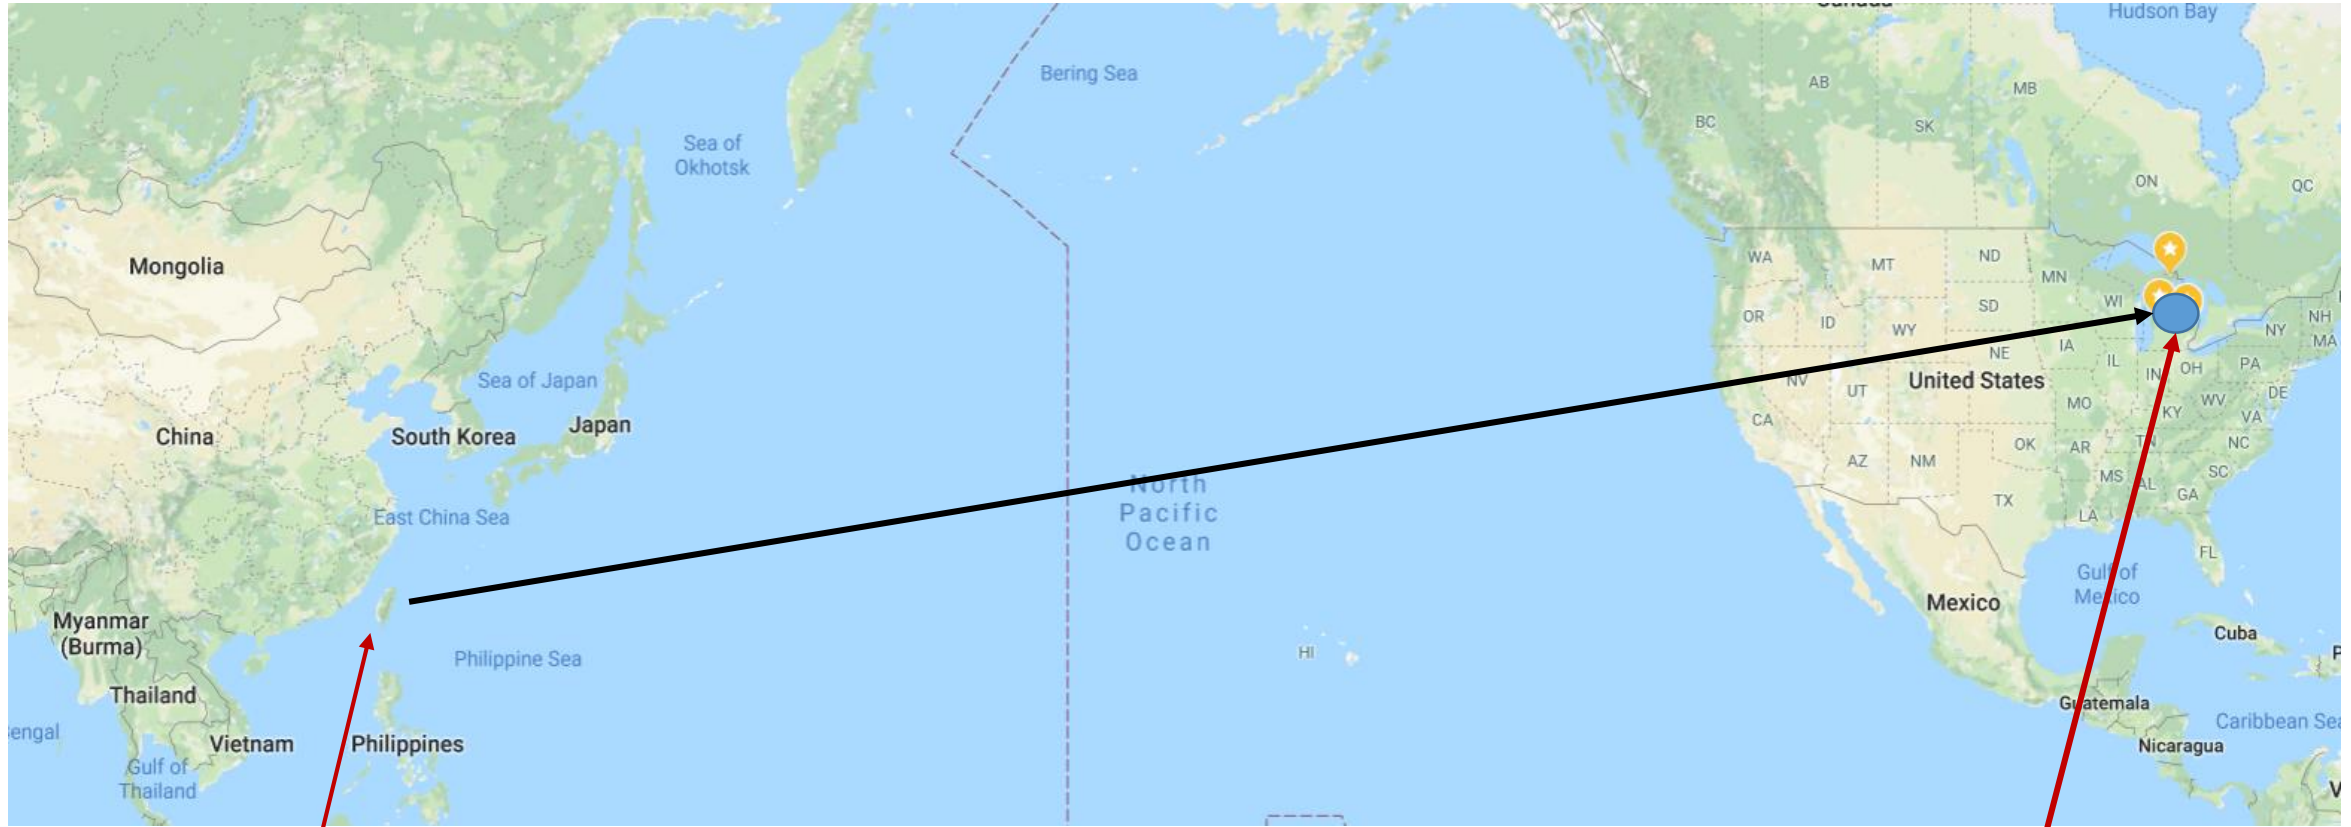 Hudson Bay
Bering Sea
AB
MB
BC
SK
Sea of
Okhotsk
ON
QC
Mongolia
WA
MT
ND
MN
OR
ID
WY
SD
WI
NY
NH
MA
Sea of Japan
NE
IA
IL
IN
OH
PA
NV
UT
United States
MO
KY
WV
VA
DE
China
South Korea
Japan
CA
AZ
NM
OK
AR
TN
NC
MS
AL
GA
SC
East China Sea
North
Pacific
Ocean
TX
LA
FL
Gulf of
Mexico
Myanmar
(Burma)
Mexico
Cuba
Philippine Sea
HI
Thailand
Guatemala
Caribbean Sea
Nicaragua
engal
Vietnam
Philippines
Gulf of
Thailand